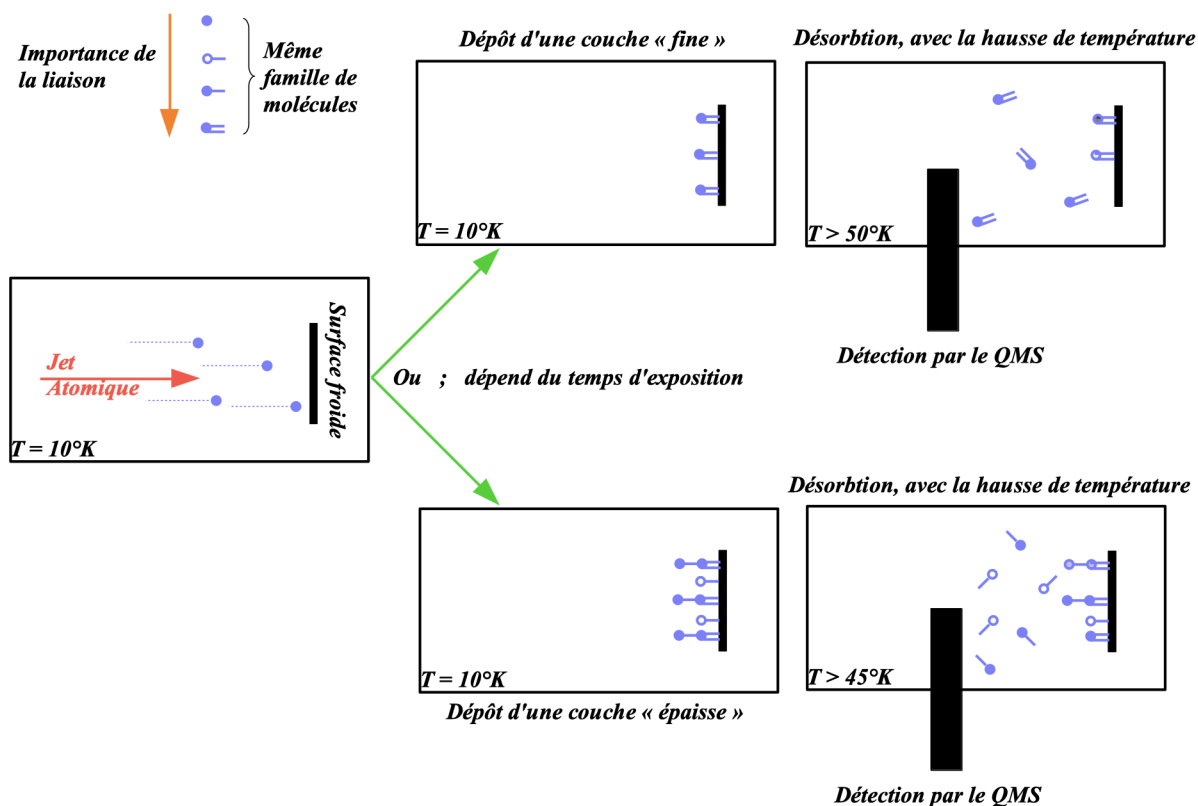 Importance de
la liaison
Même
famille de
molécules
Dépôt d'une couche « fine »
T = 10°K
Désorbtion, avec la hausse de température
T > 50°K
Détection par le QMS
Jet
Atomique
Surface froide
T = 10°K
Ou ; dépend du temps d'exposition
T = 10°K
Dépôt d'une couche « épaisse »
Désorbtion, avec la hausse de température
T > 45°K
Détection par le QMS